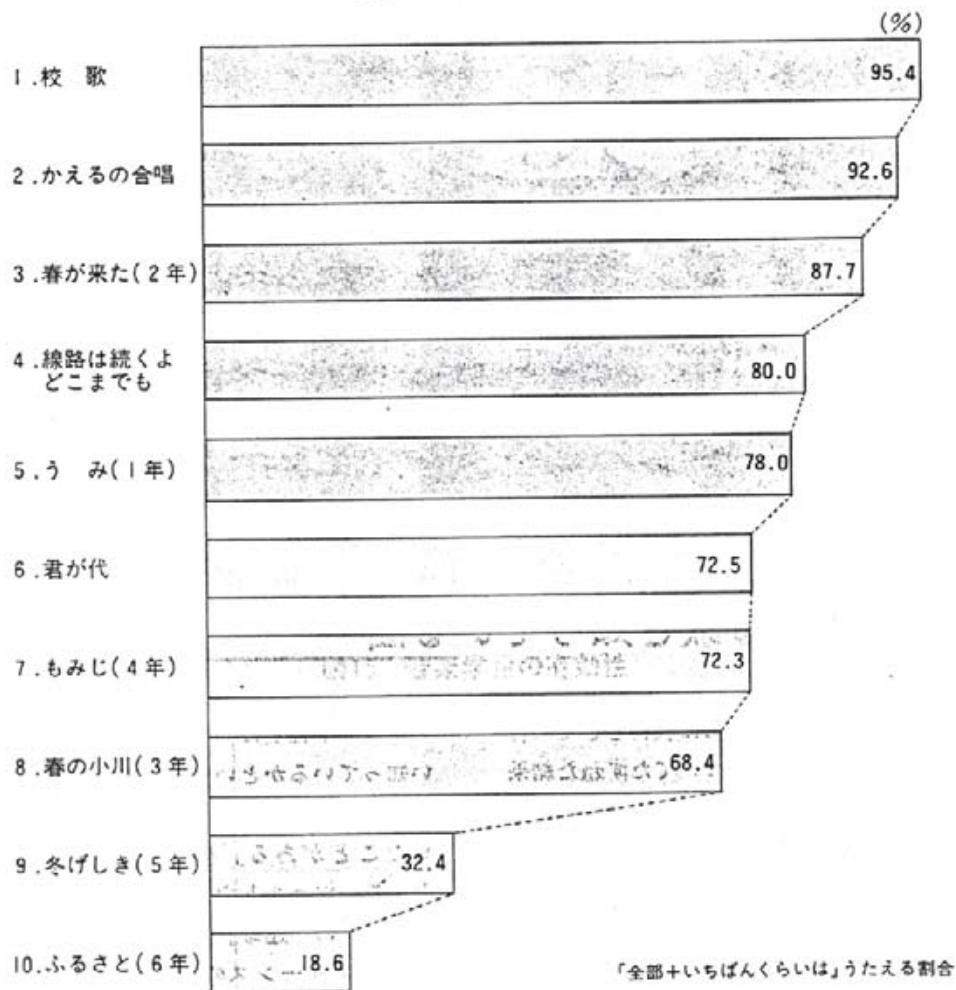 (%)
1.校 歌
95.4
2.かえるの合唱
92.6
3.春が来た(2年)
87.7
4.線路は続くよ
どこまでも
80.0
5.う み(1年)
78.0
6.君が代
72.5
7.もみじ(4年)
72.3
8.春の小川(3年)
68.4
9.冬げしき(5年)
32.4
10.ふるさと(6年)
18.6
「全部+いちばんくらいは」うたえる割合